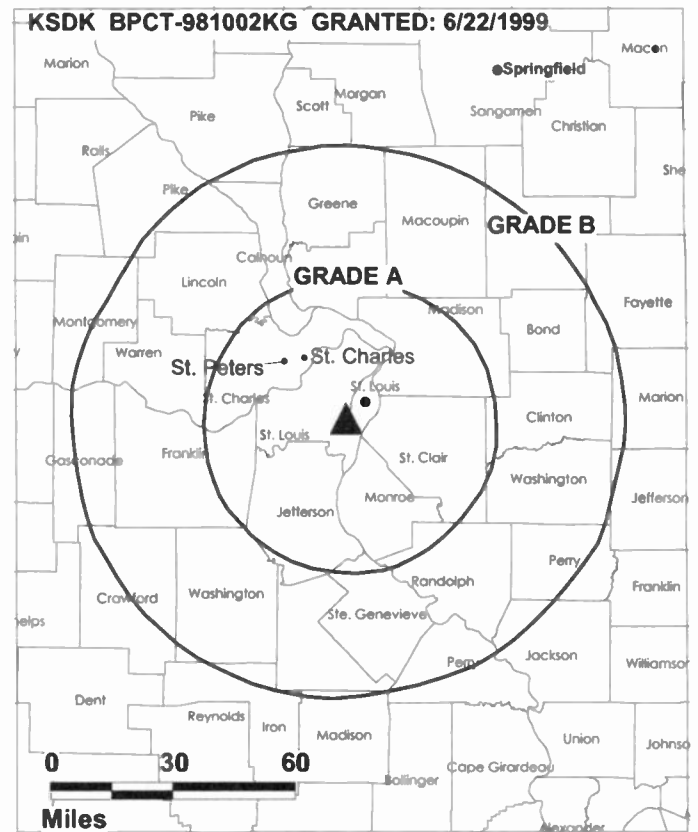 KSDK BPCT-981002KG GRANTED: 6/22/1999
Macon
Marion
Springfield
Morgan
Scott
Pike
Sangamon
Christian
Ralls
She
Pike
Greene
Macoupin
GRADE B
Calhoun
GRADE A
Lincoln
Fayette
Madison
Montgomery
Bond
Warren
St. Charles
St. Peters
St. Louis
Marion
St. Charles
Clinton
St. Louis
Franklin
St. Clair
Gasconade
Washington
Monroe
Jefferson
Jefferson
Perry
Randolph
Franklin
Washington
Crawford
Ste. Genevieve
elps
Jackson
Perry
Williamso
Dent
Reynolds
Iron
Madison
Union
Johnso
0 30 60
Cape Girardeau
Bollinger
Miles
Alexander